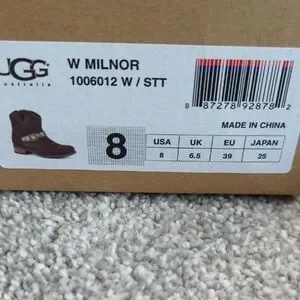 UGG
australia
W MILNOR
1006012 W / STT
8 87278 92878 2
MADE IN CHINA
8
USA UK EU JAPAN
8 6.5 39 25